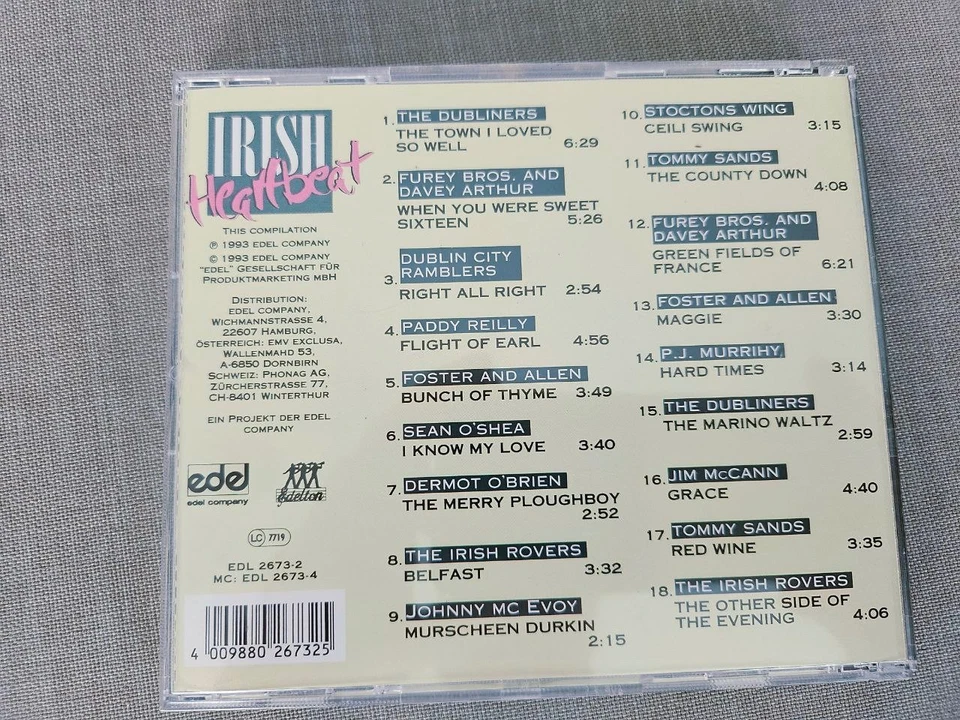 IRISH
Heartbeat
THIS COMPILATION
℗ 1993 EDEL COMPANY
© 1993 EDEL COMPANY
"EDEL" GESELLSCHAFT FÜR
PRODUKTMARKETING MBH
DISTRIBUTION:
EDEL COMPANY,
WICHMANNSTRASSE 4,
22607 HAMBURG,
ÖSTERREICH: EMV EXCLUSA,
WALLENMAHD 53,
A-6850 DORNBIRN
SCHWEIZ: PHONAG AG,
ZÜRCHERSTRASSE 77,
CH-8401 WINTERTHUR
EIN PROJEKT DER EDEL
COMPANY
edel
edel company
Edelton
LC 7719
EDL 2673-2
MC: EDL 2673-4
4 009880 267325
1. THE DUBLINERS
THE TOWN I LOVED
SO WELL 6:29
2. FUREY BROS. AND
DAVEY ARTHUR
WHEN YOU WERE SWEET
SIXTEEN 5:26
DUBLIN CITY
3. RAMBLERS
RIGHT ALL RIGHT 2:54
4. PADDY REILLY
FLIGHT OF EARL 4:56
5. FOSTER AND ALLEN
BUNCH OF THYME 3:49
6. SEAN O'SHEA
I KNOW MY LOVE 3:40
7. DERMOT O'BRIEN
THE MERRY PLOUGHBOY
2:52
8. THE IRISH ROVERS
BELFAST 3:32
9. JOHNNY MC EVOY
MURSCHEEN DURKIN
2:15
10. STOCTONS WING
CEILI SWING 3:15
11. TOMMY SANDS
THE COUNTY DOWN
4:08
12. FUREY BROS. AND
DAVEY ARTHUR
GREEN FIELDS OF
FRANCE 6:21
13. FOSTER AND ALLEN
MAGGIE 3:30
14. P.J. MURRIHY,
HARD TIMES 3:14
15. THE DUBLINERS
THE MARINO WALTZ
2:59
16. JIM MCCANN
GRACE 4:40
17. TOMMY SANDS
RED WINE 3:35
18. THE IRISH ROVERS
THE OTHER SIDE OF
THE EVENING 4:06